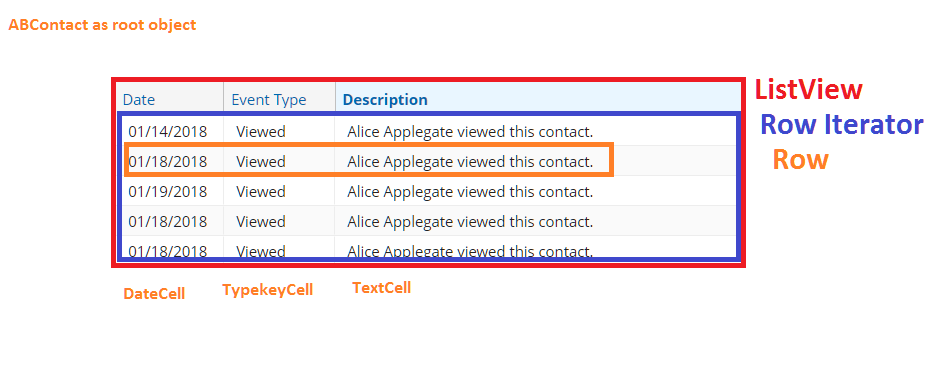 ABContact as root object
Date Event Type Description ListView
01/14/2018 Viewed Alice Applegate viewed this contact. Row Iterator
01/18/2018 Viewed Alice Applegate viewed this contact. Row
01/19/2018 Viewed Alice Applegate viewed this contact.
01/18/2018 Viewed Alice Applegate viewed this contact.
01/18/2018 Viewed Alice Applegate viewed this contact.
DateCell TypekeyCell TextCell